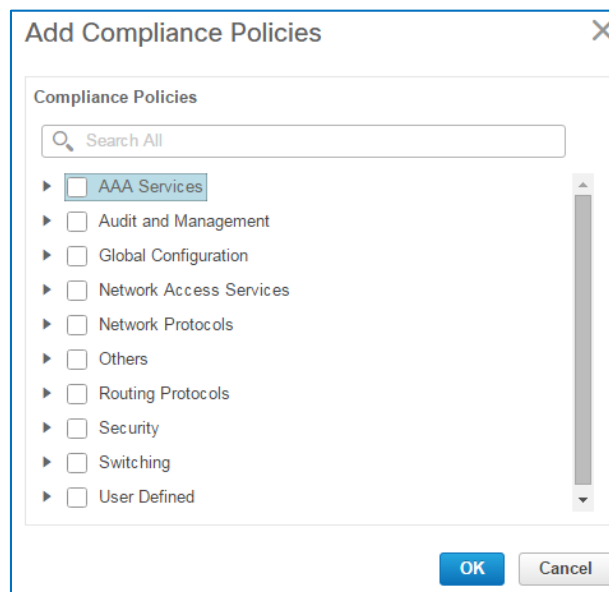 Add Compliance Policies
Compliance Policies
Search All
AAA Services
Audit and Management
Global Configuration
Network Access Services
Network Protocols
Others
Routing Protocols
Security
Switching
User Defined
OK Cancel